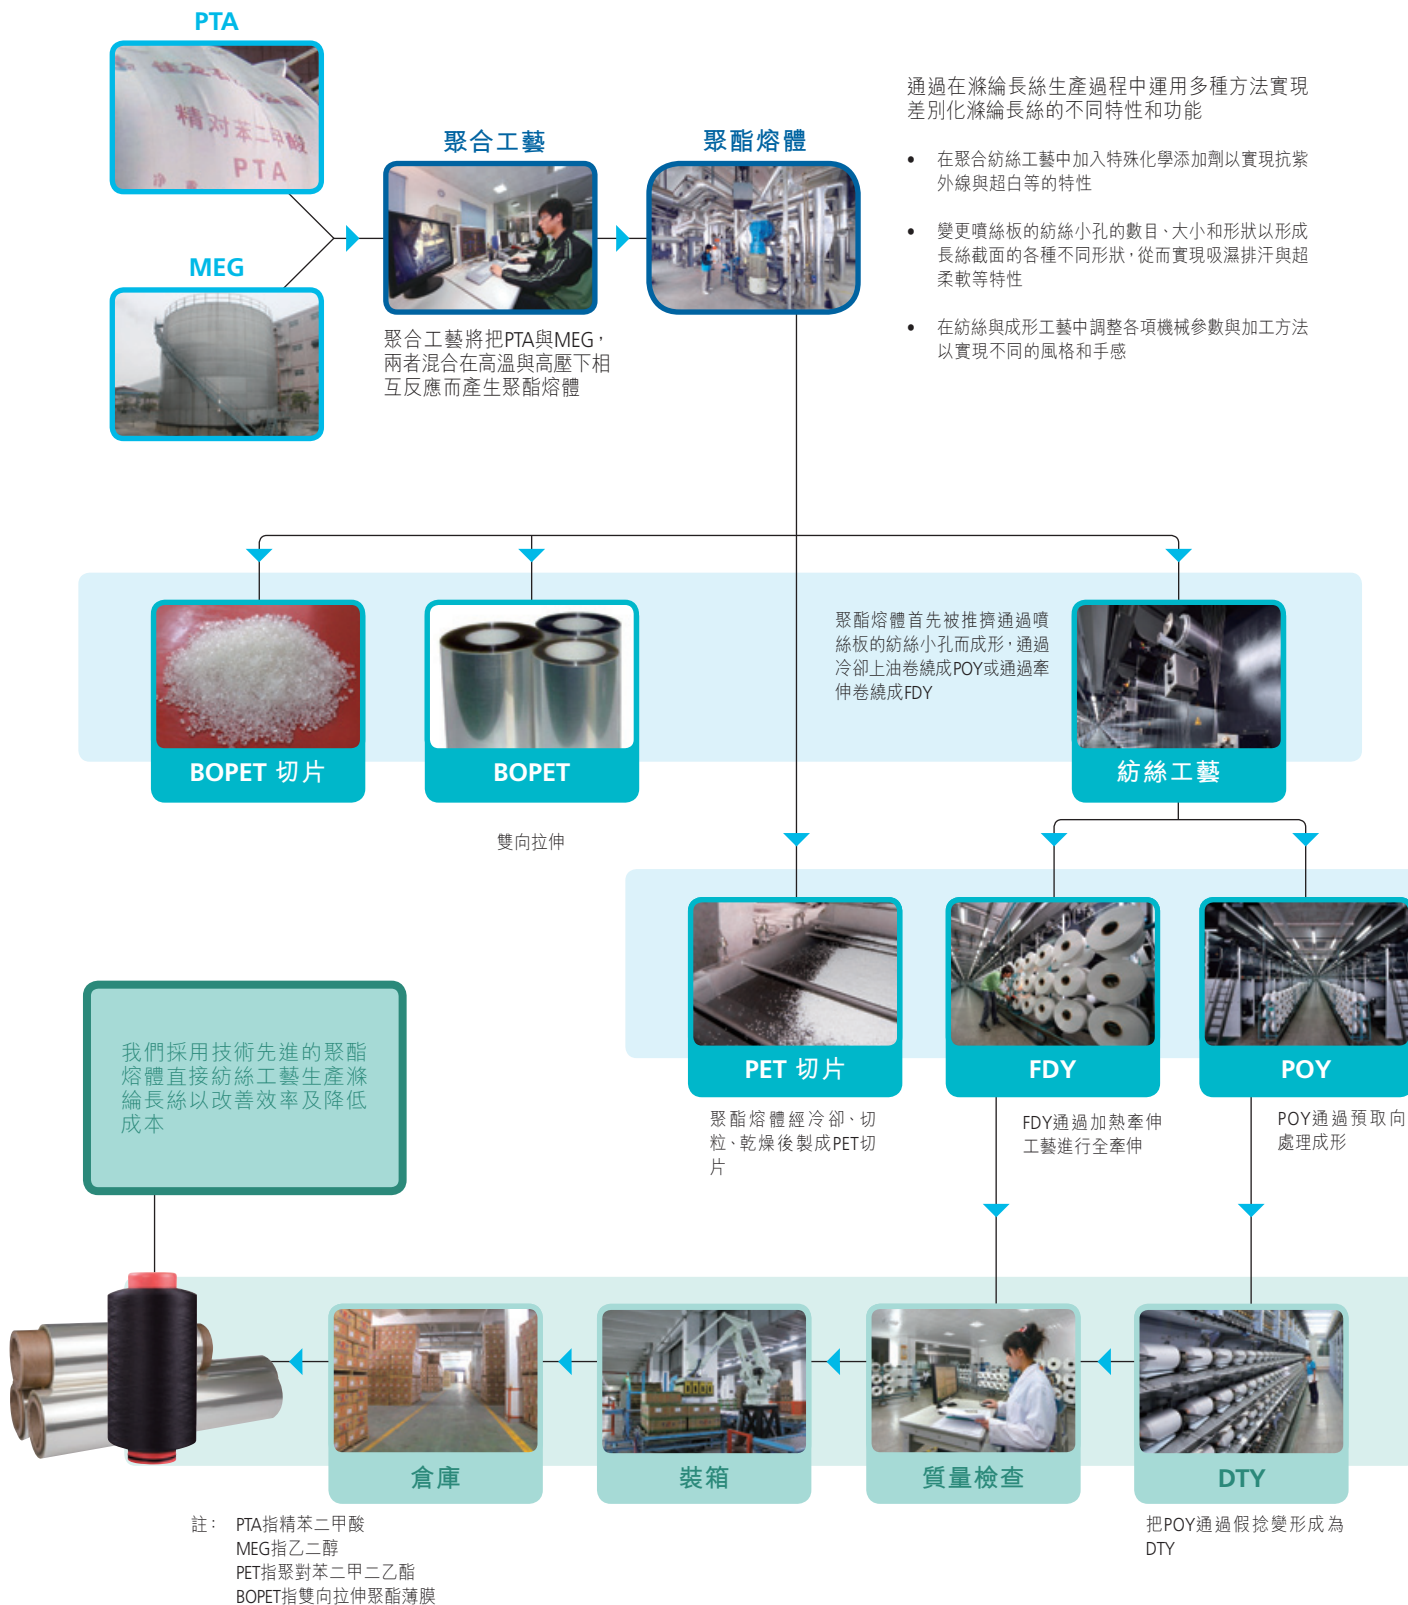 PTA
精对苯二甲酸
PTA
MEG
聚合工藝
聚合工藝將把PTA與MEG，
兩者混合在高溫與高壓下相
互反應而產生聚酯熔體
聚酯熔體
通過在滌綸長絲生產過程中運用多種方法實現
差別化滌綸長絲的不同特性和功能
• 在聚合紡絲工藝中加入特殊化學添加劑以實現抗紫
外線與超白等的特性
• 變更噴絲板的紡絲小孔的數目、大小和形狀以形成
長絲截面的各種不同形狀，從而實現吸濕排汗與超
柔軟等特性
• 在紡絲與成形工藝中調整各項機械參數與加工方法
以實現不同的風格和手感
BOPET 切片
BOPET
雙向拉伸
聚酯熔體首先被推擠通過噴
絲板的紡絲小孔而成形，通過
冷卻上油卷繞成POY或通過牽
伸卷繞成FDY
紡絲工藝
PET 切片
聚酯熔體經冷卻、切
粒、乾燥後製成PET切
片
FDY
FDY通過加熱牽伸
工藝進行全牽伸
POY
POY通過預取向
處理成形
我們採用技術先進的聚酯
熔體直接紡絲工藝生產滌
綸長絲以改善效率及降低
成本
倉庫
裝箱
質量檢查
DTY
把POY通過假捻變形成為
DTY
註： PTA指精苯二甲酸
MEG指乙二醇
PET指聚對苯二甲二乙酯
BOPET指雙向拉伸聚酯薄膜